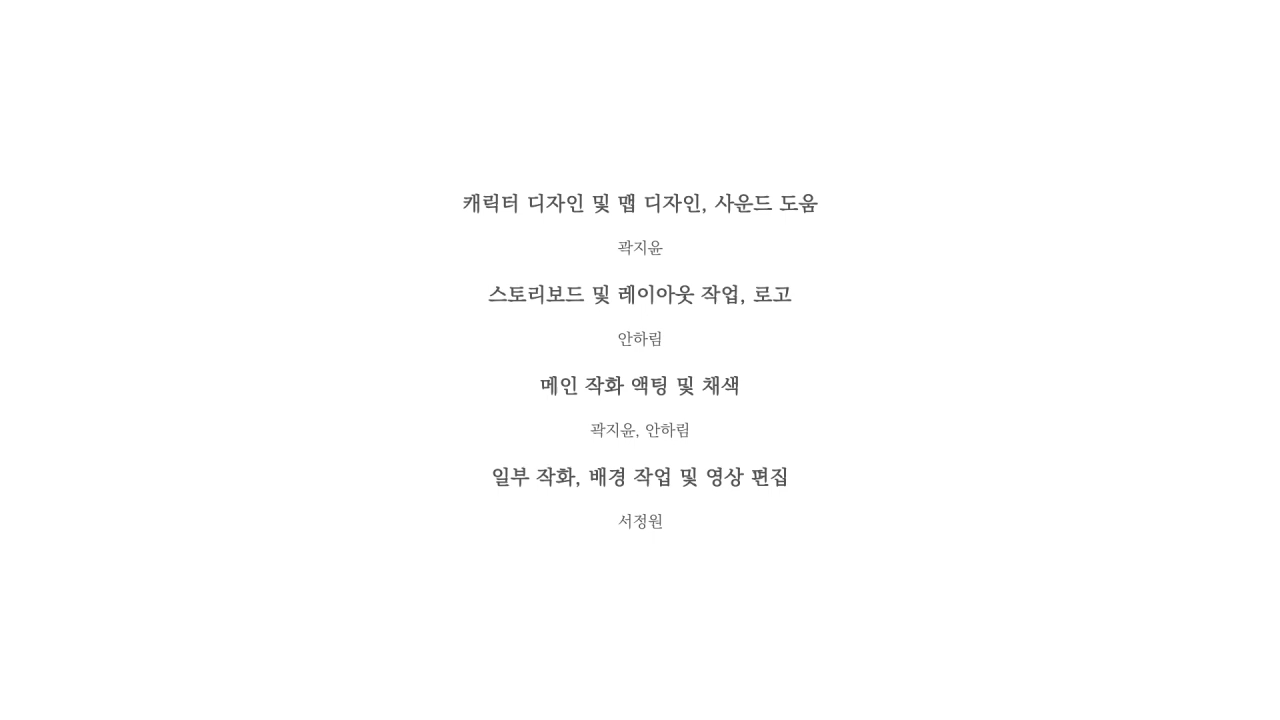 캐릭터 디자인 및 맵 디자인, 사운드 도움
곽지윤
스토리보드 및 레이아웃 작업, 로고
안하림
메인 작화 액팅 및 채색
곽지윤, 안하림
일부 작화, 배경 작업 및 영상 편집
서정원